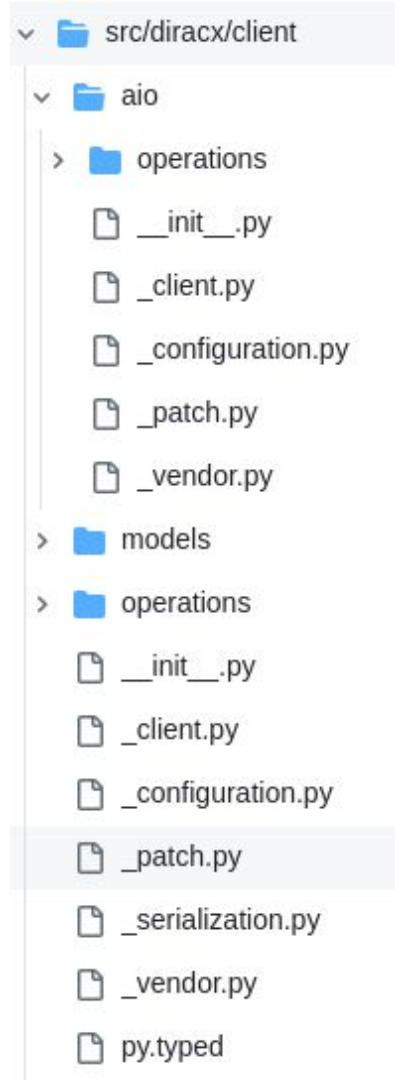 src/diracx/client
aio
operations
__init__.py
_client.py
_configuration.py
_patch.py
_vendor.py
models
operations
__init__.py
_client.py
_configuration.py
_patch.py
_serialization.py
_vendor.py
py.typed